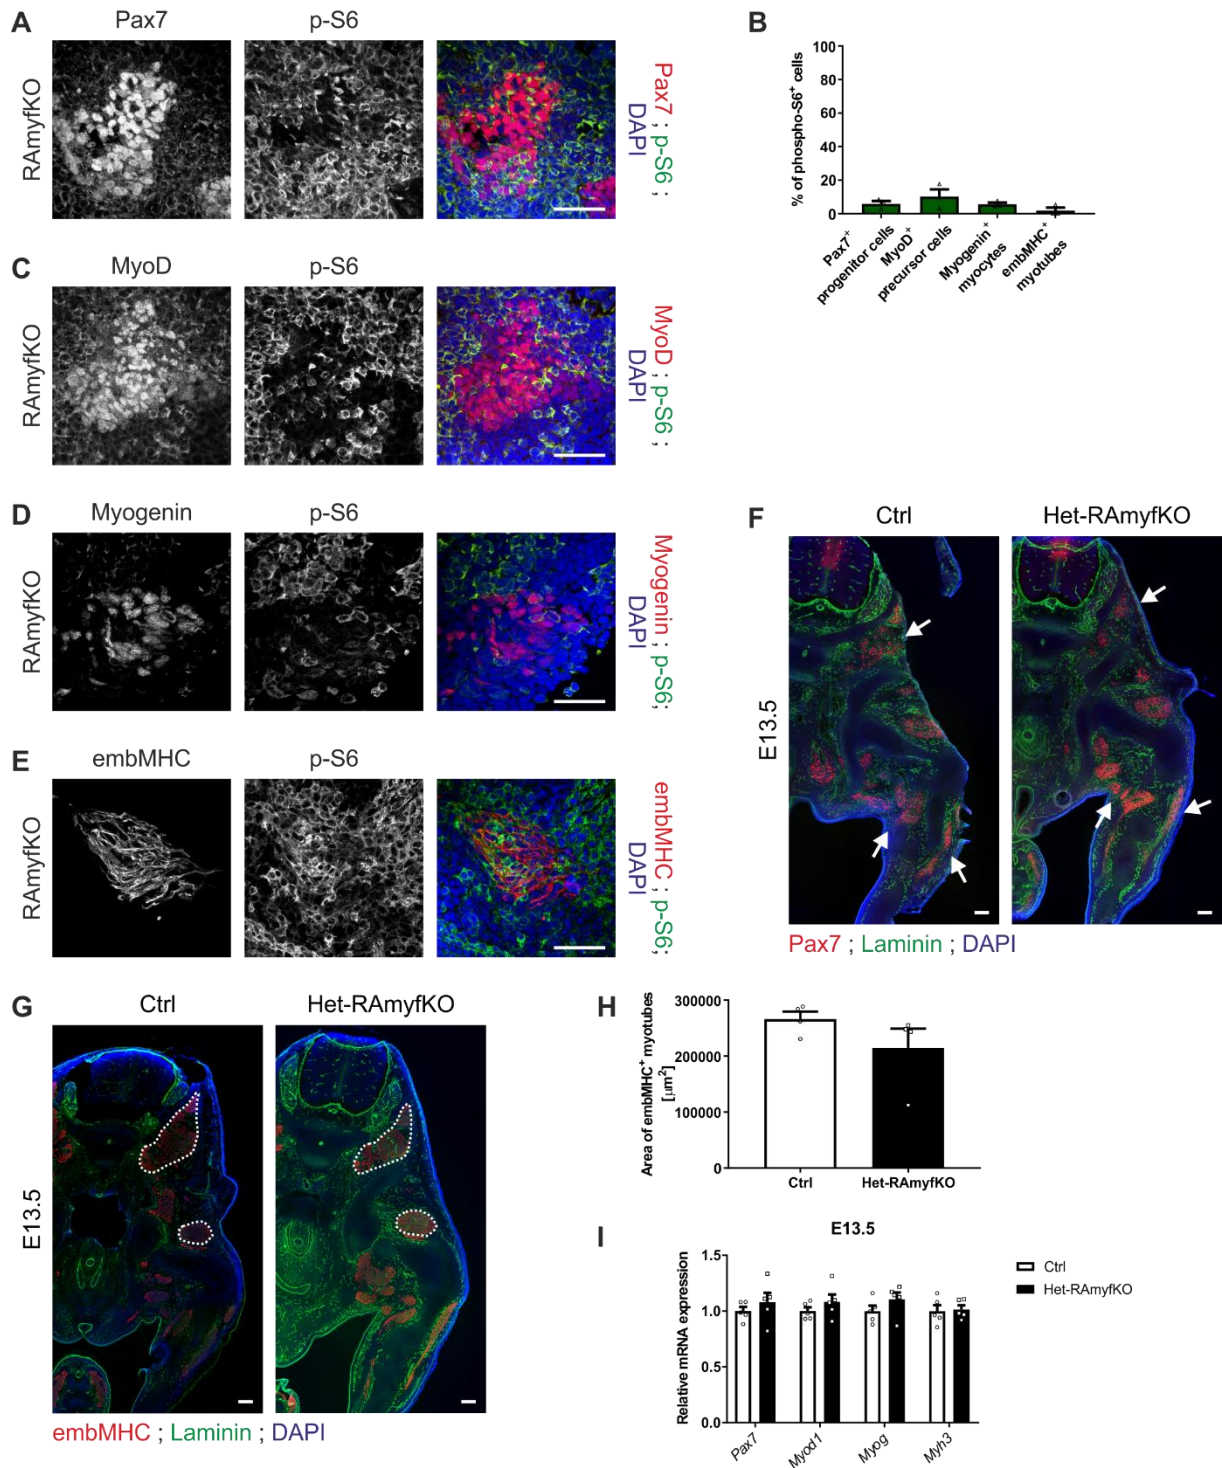 A
Pax7
p-S6
RAmyfKO
Pax7 ; p-S6 ;
DAPI
B
% of phospho-S6+ cells
100
80
60
40
20
0
Pax7+
progenitor cells
MyoD+
precursor cells
Myogenin+
myocytes
embMHC+
myotubes
C
MyoD
p-S6
RAmyfKO
MyoD ; p-S6 ;
DAPI
D
Myogenin
p-S6
RAmyfKO
Myogenin ; p-S6;
DAPI
E
embMHC
p-S6
RAmyfKO
embMHC ; p-S6;
DAPI
F
Ctrl
Het-RAmyfKO
E13.5
Pax7 ; Laminin ; DAPI
G
Ctrl
Het-RAmyfKO
E13.5
embMHC ; Laminin ; DAPI
H
Area of embMHC+ myotubes
[µm2]
300000
200000
100000
0
Ctrl
Het-RAmyfKO
I
E13.5
Relative mRNA expression
1.5
1.0
0.5
0.0
Pax7
Myod1
Myog
Myh3
Ctrl
Het-RAmyfKO